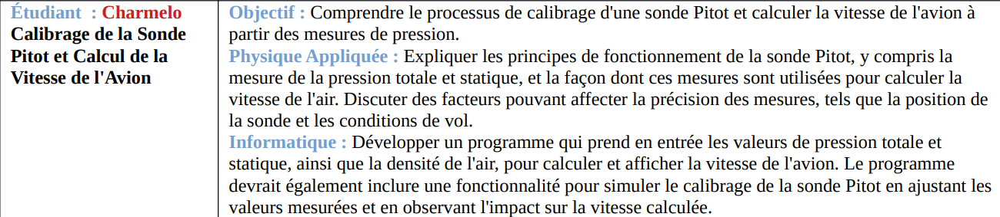 Étudiant : Charmelo
Calibrage de la Sonde
Pitot et Calcul de la
Vitesse de l'Avion
Objectif : Comprendre le processus de calibrage d'une sonde Pitot et calculer la vitesse de l'avion à
partir des mesures de pression.
Physique Appliquée : Expliquer les principes de fonctionnement de la sonde Pitot, y compris la
mesure de la pression totale et statique, et la façon dont ces mesures sont utilisées pour calculer la
vitesse de l'air. Discuter des facteurs pouvant affecter la précision des mesures, tels que la position de
la sonde et les conditions de vol.
Informatique : Développer un programme qui prend en entrée les valeurs de pression totale et
statique, ainsi que la densité de l'air, pour calculer et afficher la vitesse de l'avion. Le programme
devrait également inclure une fonctionnalité pour simuler le calibrage de la sonde Pitot en ajustant les
valeurs mesurées et en observant l'impact sur la vitesse calculée.